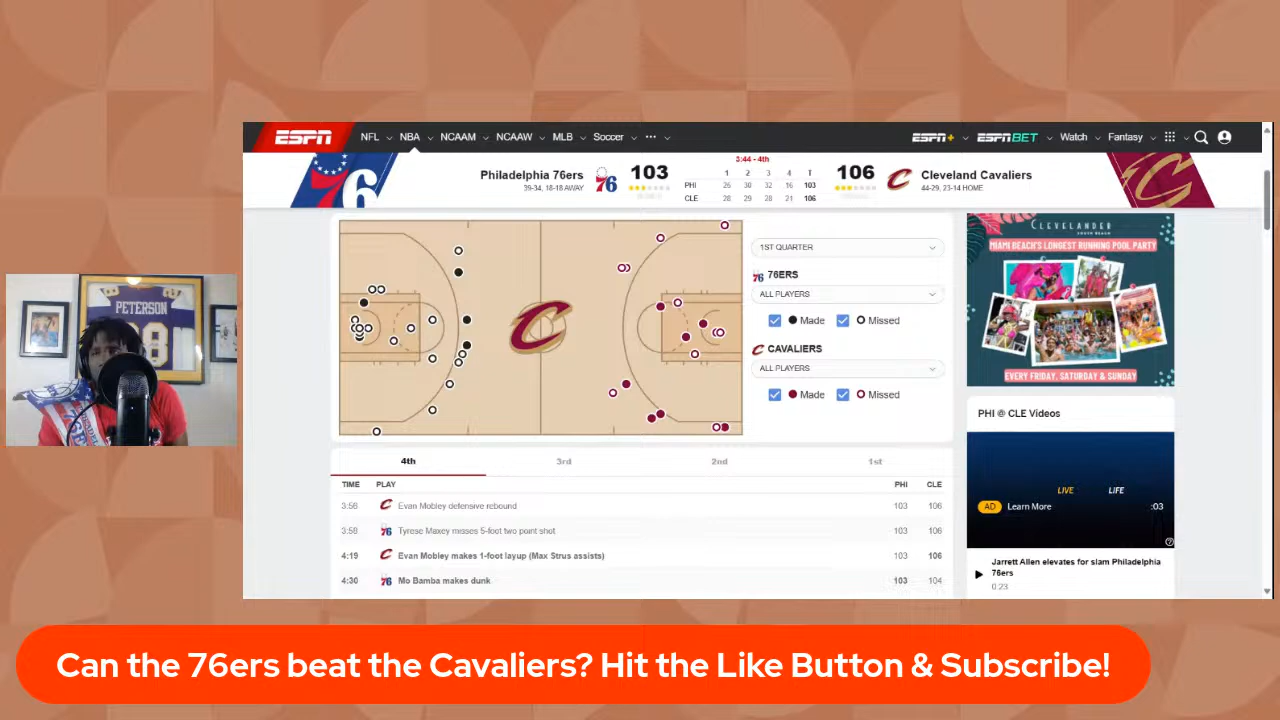 ESPN
NFL
NBA
NCAAM
NCAAW
MLB
Soccer
ESPN+
ESPN BET
Watch
Fantasy
76
Philadelphia 76ers
39-34, 18-18 AWAY
76
103
3:44 - 4th
1 2 3 4 T
PHI 26 30 32 16 103
CLE 28 29 28 21 106
106
Cleveland Cavaliers
44-29, 23-14 HOME
1ST QUARTER
76 76ERS
ALL PLAYERS
Made
Missed
CAVALIERS
ALL PLAYERS
Made
Missed
CLEVELANDER
SOUTH BEACH
MIAMI BEACH'S LONGEST RUNNING POOL PARTY
EVERY FRIDAY, SATURDAY & SUNDAY
PHI @ CLE Videos
LIVE LIFE
AD Learn More :03
Jarrett Allen elevates for slam Philadelphia
76ers
0:23
4th 3rd 2nd 1st
TIME PLAY PHI CLE
3:56 Evan Mobley defensive rebound 103 106
3:58 76 Tyrese Maxey misses 5-foot two point shot 103 106
4:19 Evan Mobley makes 1-foot layup (Max Strus assists) 103 106
4:30 76 Mo Bamba makes dunk 103 104
PETERSON
Can the 76ers beat the Cavaliers? Hit the Like Button & Subscribe!